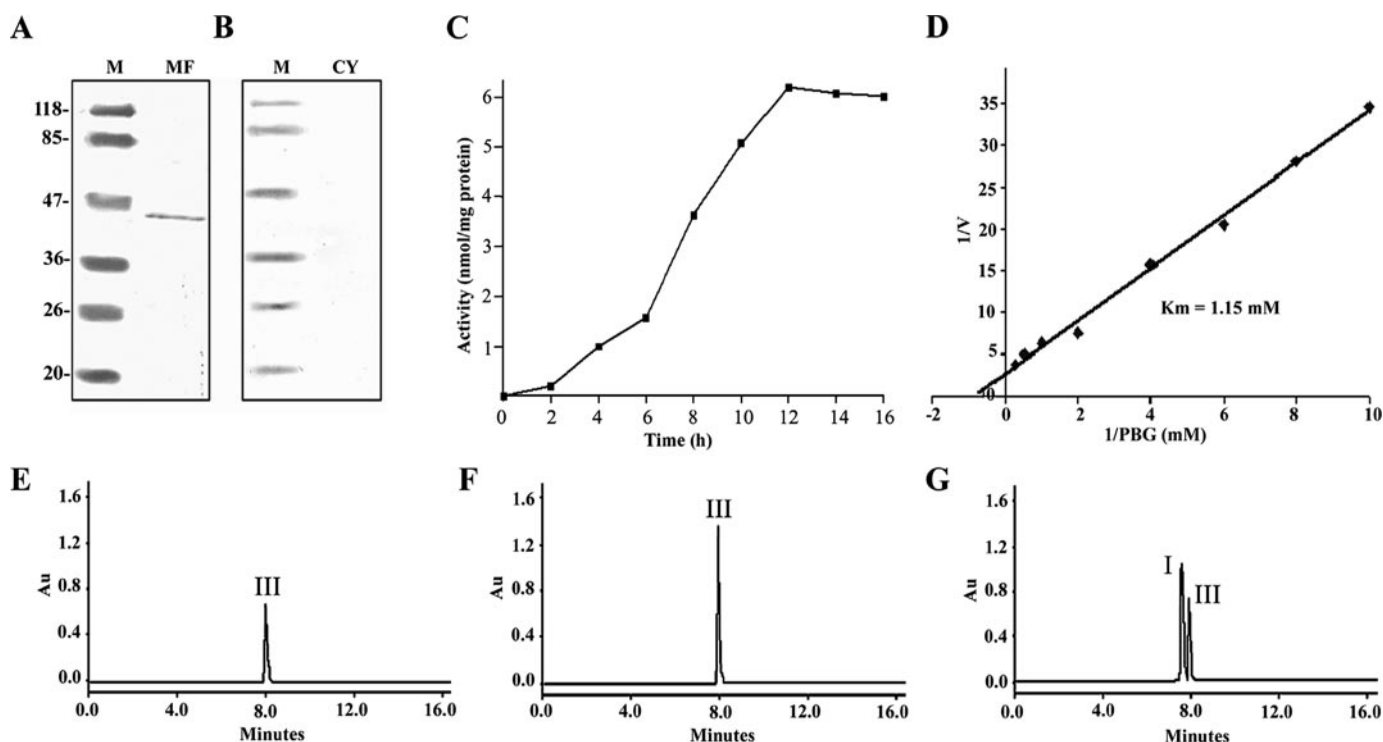 A
B
C
D
M MF
M CY
118-
85-
47-
36-
26-
20-
Activity (nmol/mg protein)
6
5
4
3
2
1
0 2 4 6 8 10 12 14 16
Time (h)
1/V
35
30
25
20
15
10
5
0
-2 0 2 4 6 8 10
Km = 1.15 mM
1/PBG (mM)
E
F
G
Au
1.6
1.2
0.8
0.4
0.0
III
0.0 4.0 8.0 12.0 16.0
Minutes
Au
1.6
1.2
0.8
0.4
0.0
III
0.0 4.0 8.0 12.0 16.0
Minutes
Au
1.6
1.2
0.8
0.4
0.0
I
III
0.0 4.0 8.0 12.0 16.0
Minutes